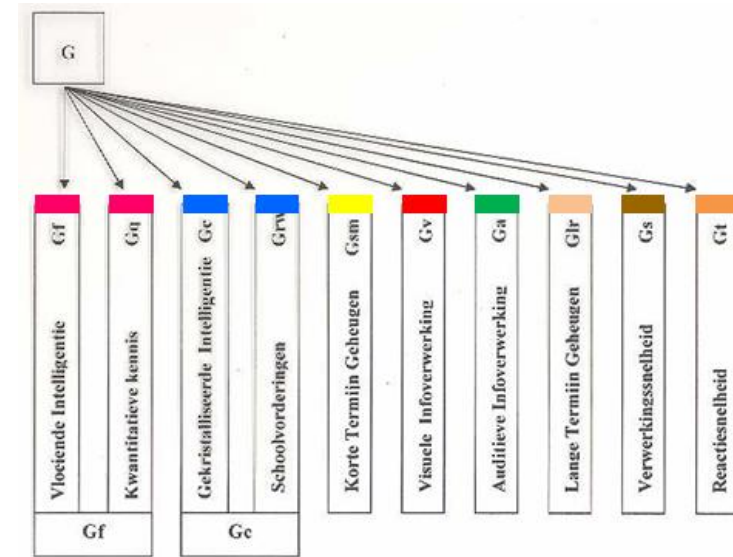 G
Gf
Vloeiende Intelligentie
Gq
Kwantitatieve kennis
Gc
Gekristalliseerde Intelligentie
Grw
Schoolvorderingen
Gsm
Korte Termijn Geheugen
Gv
Visuele Infoverwerking
Ga
Auditieve Infoverwerking
Glr
Lange Termijn Geheugen
Gs
Verwerkingssnelheid
Gt
Reactiesnelheid
Gf
Gc